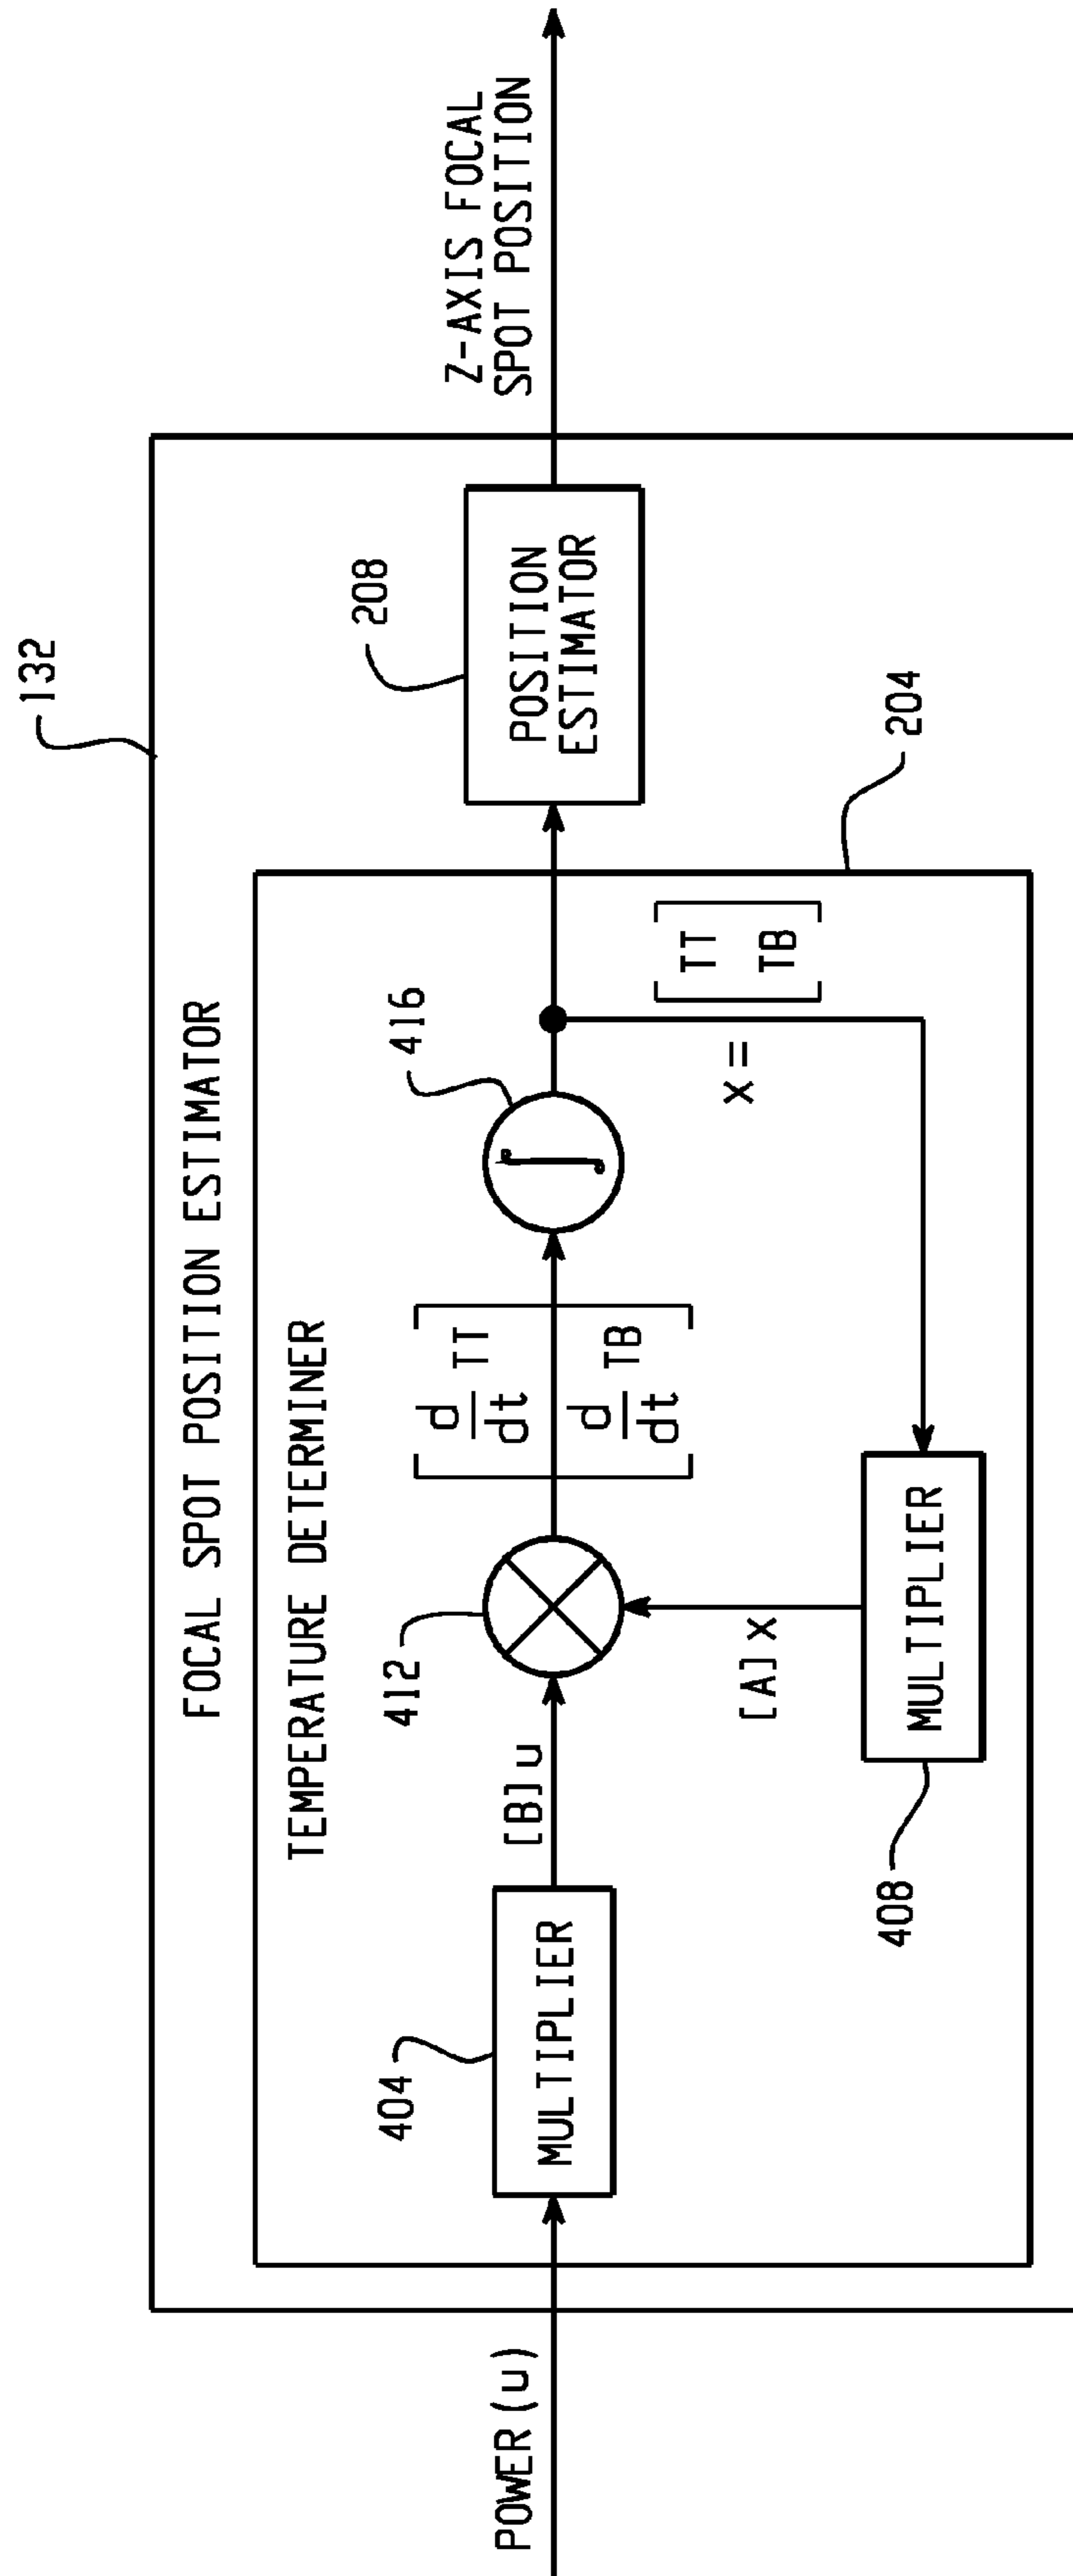 132
FOCAL SPOT POSITION ESTIMATOR
TEMPERATURE DETERMINER
POWER(u)
404
MULTIPLIER
[B]u
412
d/dt TT
d/dt TB
416
∫
208
POSITION
ESTIMATOR
Z-AXIS FOCAL
SPOT POSITION
[A]x
x =
TT
TB
204
408
MULTIPLIER